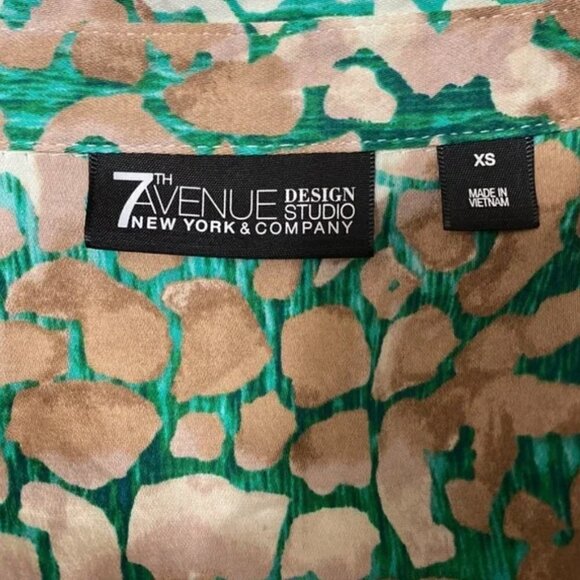 7TH AVENUE DESIGN STUDIO
NEW YORK & COMPANY
XS
MADE IN
VIETNAM